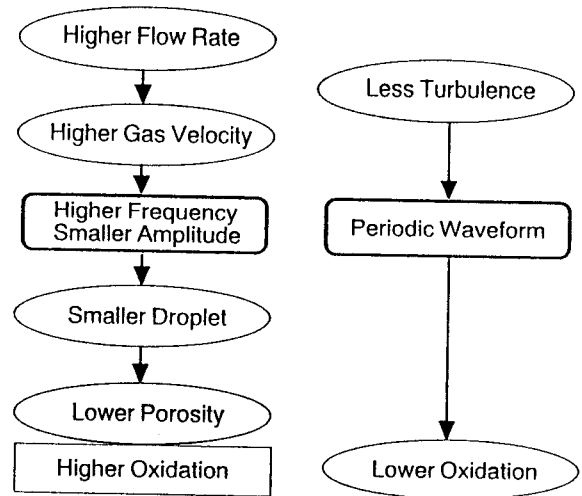 Higher Flow Rate
Higher Gas Velocity
Higher Frequency
Smaller Amplitude
Smaller Droplet
Lower Porosity
Higher Oxidation
Less Turbulence
Periodic Waveform
Lower Oxidation